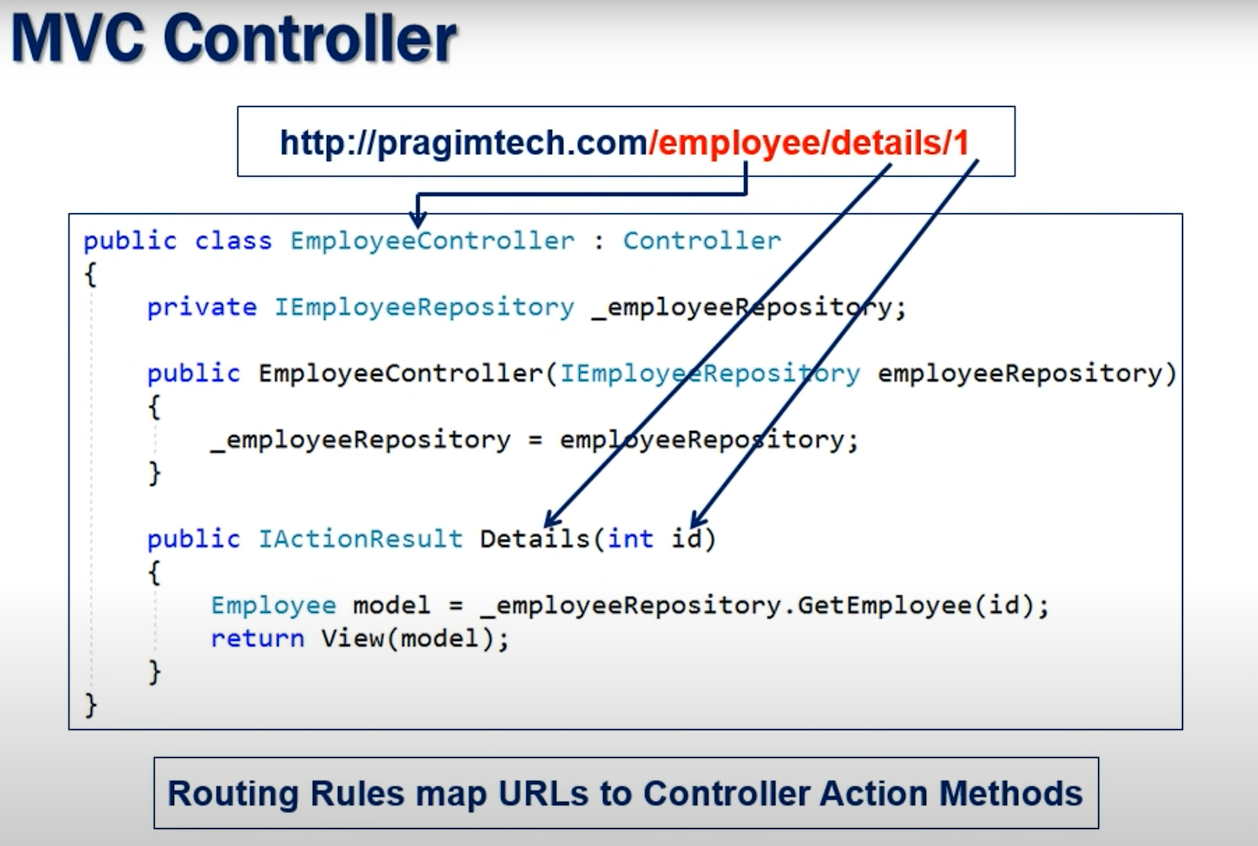 MVC Controller
http://pragimtech.com/employee/details/1
public class EmployeeController : Controller
{
private IEmployeeRepository _employeeRepository;
public EmployeeController(IEmployeeRepository employeeRepository)
{
_employeeRepository = employeeRepository;
}
public IActionResult Details(int id)
{
Employee model = _employeeRepository.GetEmployee(id);
return View(model);
}
}
Routing Rules map URLs to Controller Action Methods